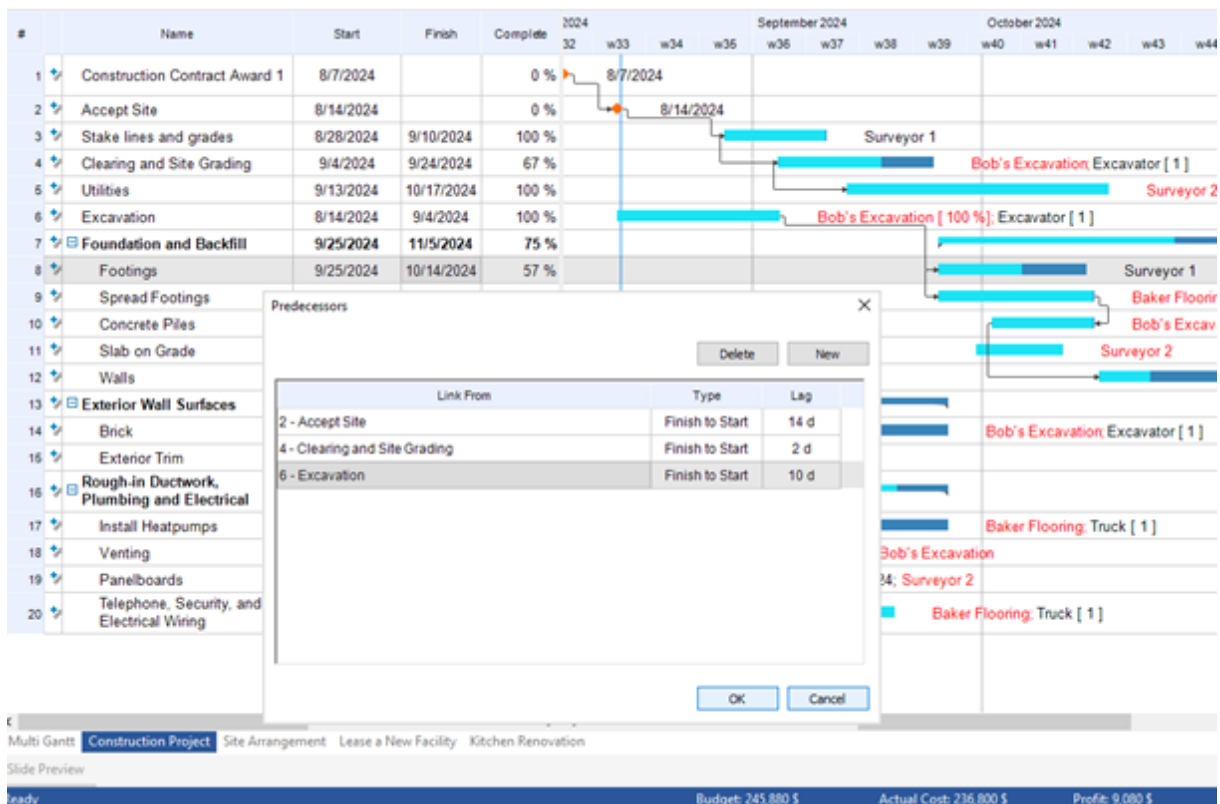 2024 September 2024 October 2024
# Name Start Finish Complete 32 w33 w34 w35 w36 w37 w38 w39 w40 w41 w42 w43 w44
1 Construction Contract Award 1 8/7/2024 0 % 8/7/2024
2 Accept Site 8/14/2024 0 % 8/14/2024
3 Stake lines and grades 8/28/2024 9/10/2024 100 % Surveyor 1
4 Clearing and Site Grading 9/4/2024 9/24/2024 67 % Bob's Excavation; Excavator [ 1 ]
5 Utilities 9/13/2024 10/17/2024 100 % Surveyor 2
6 Excavation 8/14/2024 9/4/2024 100 % Bob's Excavation [ 100 %]; Excavator [ 1 ]
7 Foundation and Backfill 9/25/2024 11/5/2024 75 %
8 Footings 9/25/2024 10/14/2024 57 % Surveyor 1
9 Spread Footings Baker Floorin
10 Concrete Piles Bob's Excav
11 Slab on Grade Surveyor 2
12 Walls
13 Exterior Wall Surfaces
14 Brick Bob's Excavation; Excavator [ 1 ]
15 Exterior Trim
16 Rough-in Ductwork,
Plumbing and Electrical
17 Install Heatpumps Baker Flooring; Truck [ 1 ]
18 Venting Bob's Excavation
19 Panelboards 24; Surveyor 2
20 Telephone, Security, and
Electrical Wiring Baker Flooring; Truck [ 1 ]
Predecessors
Delete New
Link From Type Lag
2 - Accept Site Finish to Start 14 d
4 - Clearing and Site Grading Finish to Start 2 d
6 - Excavation Finish to Start 10 d
OK Cancel
Multi Gantt Construction Project Site Arrangement Lease a New Facility Kitchen Renovation
Slide Preview
Ready Budget: 245,880 $ Actual Cost: 236,800 $ Profit: 9,080 $